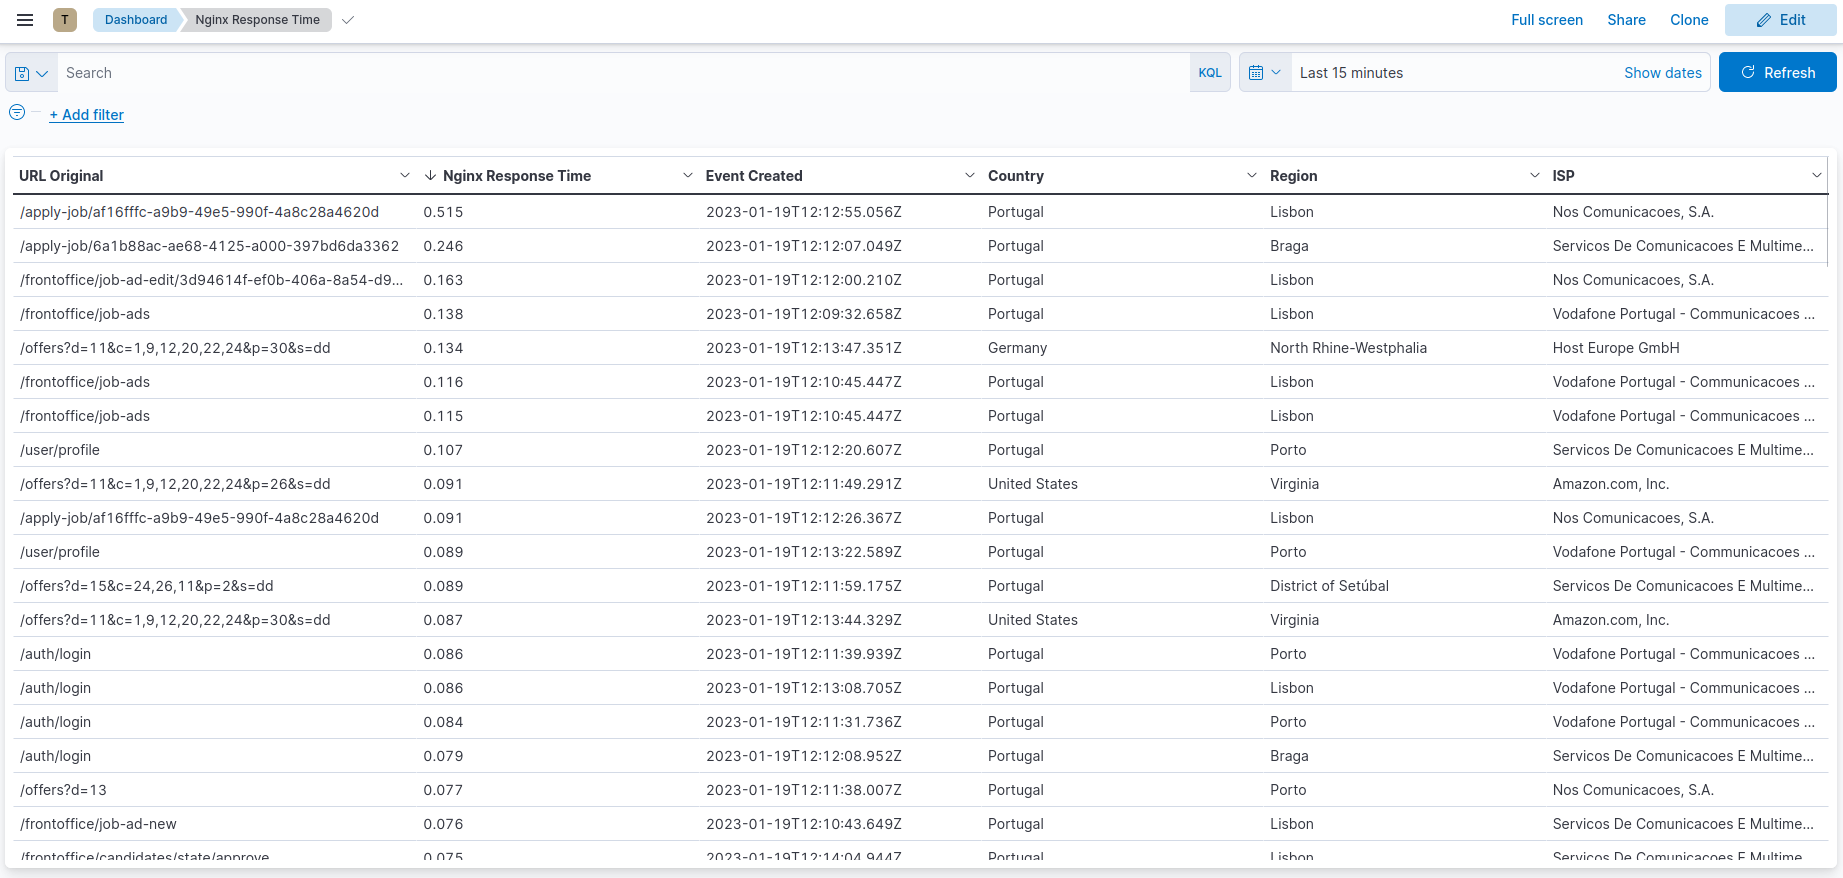 T Dashboard Nginx Response Time Full screen Share Clone Edit
Search KQL Last 15 minutes Show dates Refresh
+ Add filter
URL Original Nginx Response Time Event Created Country Region ISP
/apply-job/af16fffc-a9b9-49e5-990f-4a8c28a4620d 0.515 2023-01-19T12:12:55.056Z Portugal Lisbon Nos Comunicacoes, S.A.
/apply-job/6a1b88ac-ae68-4125-a000-397bd6da3362 0.246 2023-01-19T12:12:07.049Z Portugal Braga Servicos De Comunicacoes E Multime...
/frontoffice/job-ad-edit/3d94614f-ef0b-406a-8a54-d9... 0.163 2023-01-19T12:12:00.210Z Portugal Lisbon Nos Comunicacoes, S.A.
/frontoffice/job-ads 0.138 2023-01-19T12:09:32.658Z Portugal Lisbon Vodafone Portugal - Communicacoes ...
/offers?d=11&c=1,9,12,20,22,24&p=30&s=dd 0.134 2023-01-19T12:13:47.351Z Germany North Rhine-Westphalia Host Europe GmbH
/frontoffice/job-ads 0.116 2023-01-19T12:10:45.447Z Portugal Lisbon Vodafone Portugal - Communicacoes ...
/frontoffice/job-ads 0.115 2023-01-19T12:10:45.447Z Portugal Lisbon Vodafone Portugal - Communicacoes ...
/user/profile 0.107 2023-01-19T12:12:20.607Z Portugal Porto Servicos De Comunicacoes E Multime...
/offers?d=11&c=1,9,12,20,22,24&p=26&s=dd 0.091 2023-01-19T12:11:49.291Z United States Virginia Amazon.com, Inc.
/apply-job/af16fffc-a9b9-49e5-990f-4a8c28a4620d 0.091 2023-01-19T12:12:26.367Z Portugal Lisbon Nos Comunicacoes, S.A.
/user/profile 0.089 2023-01-19T12:13:22.589Z Portugal Porto Vodafone Portugal - Communicacoes ...
/offers?d=15&c=24,26,11&p=2&s=dd 0.089 2023-01-19T12:11:59.175Z Portugal District of Setúbal Servicos De Comunicacoes E Multime...
/offers?d=11&c=1,9,12,20,22,24&p=30&s=dd 0.087 2023-01-19T12:13:44.329Z United States Virginia Amazon.com, Inc.
/auth/login 0.086 2023-01-19T12:11:39.939Z Portugal Porto Vodafone Portugal - Communicacoes ...
/auth/login 0.086 2023-01-19T12:13:08.705Z Portugal Lisbon Vodafone Portugal - Communicacoes ...
/auth/login 0.084 2023-01-19T12:11:31.736Z Portugal Porto Vodafone Portugal - Communicacoes ...
/auth/login 0.079 2023-01-19T12:12:08.952Z Portugal Braga Servicos De Comunicacoes E Multime...
/offers?d=13 0.077 2023-01-19T12:11:38.007Z Portugal Porto Nos Comunicacoes, S.A.
/frontoffice/job-ad-new 0.076 2023-01-19T12:10:43.649Z Portugal Lisbon Servicos De Comunicacoes E Multime...
/frontoffice/candidates/state/approve 0.075 2023-01-19T12:14:04.944Z Portugal Lisbon Servicos De Comunicacoes E Multime...